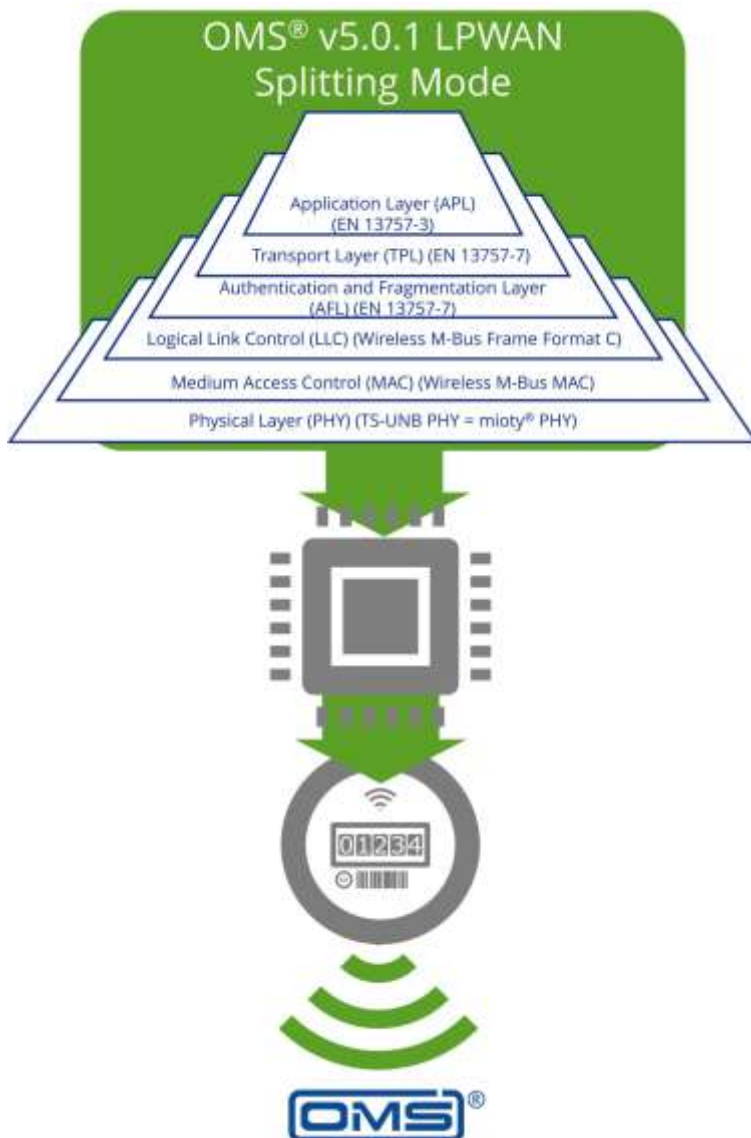 OMS® v5.0.1 LPWAN
Splitting Mode
Application Layer (APL)
(EN 13757-3)
Transport Layer (TPL) (EN 13757-7)
Authentication and Fragmentation Layer
(AFL) (EN 13757-7)
Logical Link Control (LLC) (Wireless M-Bus Frame Format C)
Medium Access Control (MAC) (Wireless M-Bus MAC)
Physical Layer (PHY) (TS-UNB PHY = mioty® PHY)
01234
OMS®